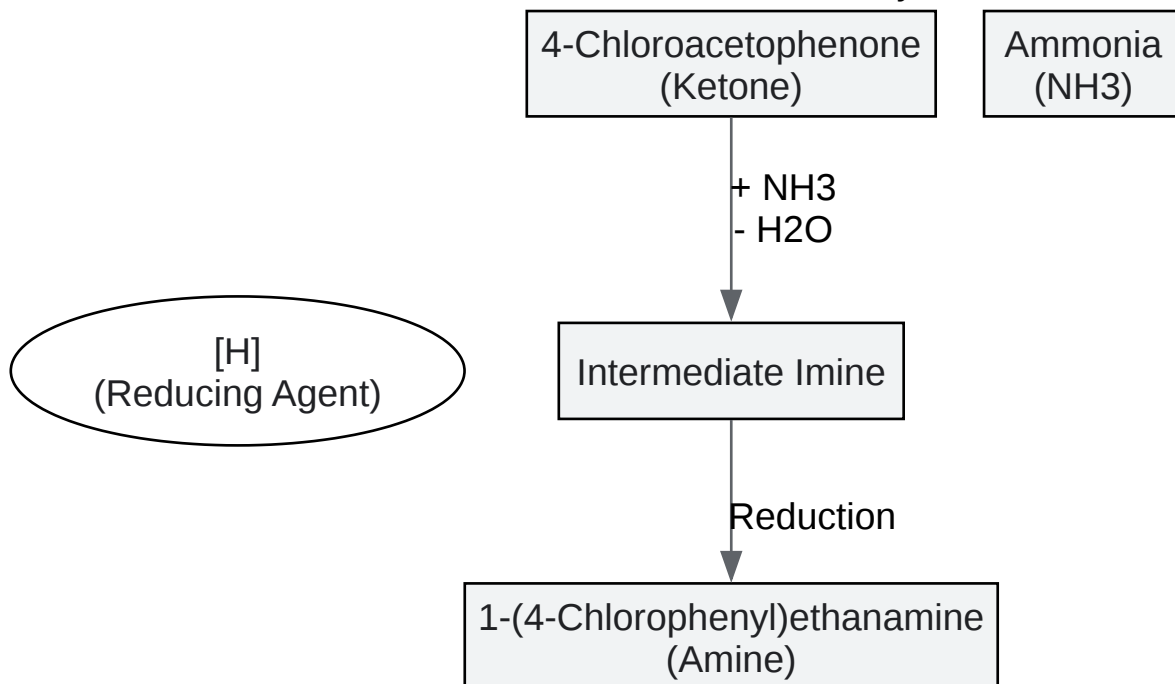 4-Chloroacetophenone
(Ketone)
Ammonia
(NH3)
+ NH3
- H2O
[H]
(Reducing Agent)
Intermediate Imine
Reduction
1-(4-Chlorophenyl)ethanamine
(Amine)